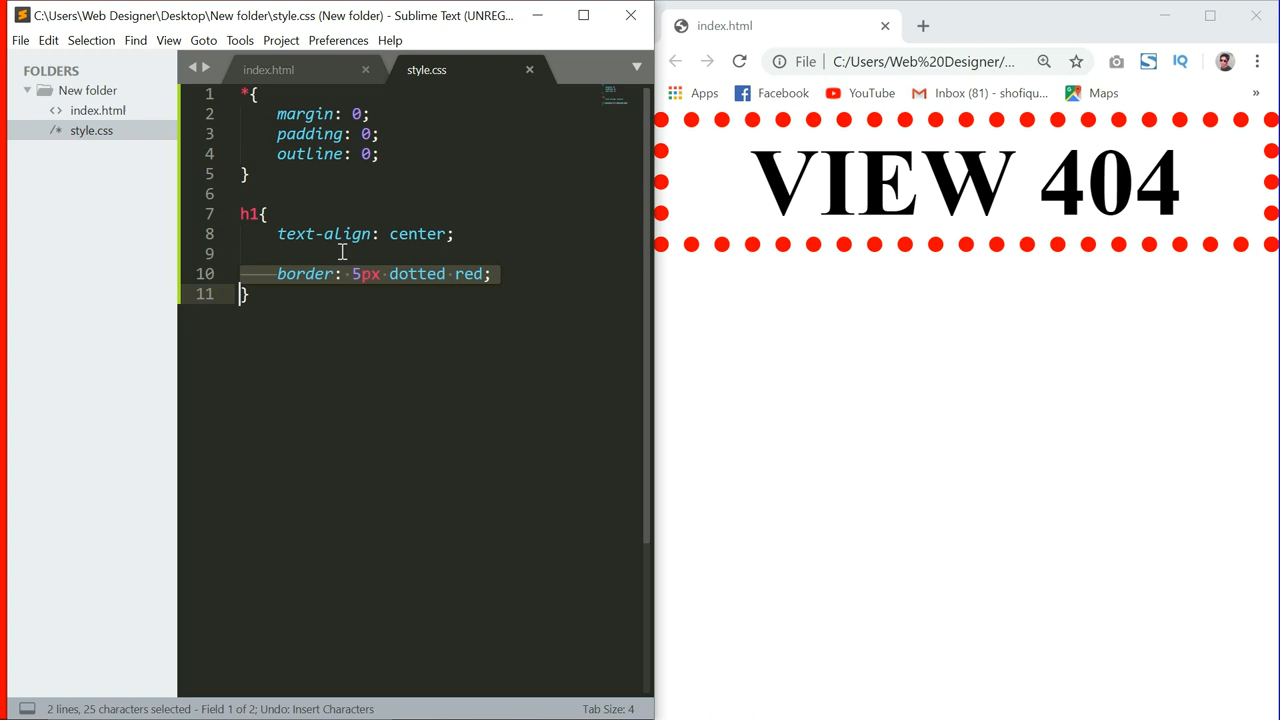 C:\Users\Web Designer\Desktop\New folder\style.css (New folder) - Sublime Text (UNREG...
File Edit Selection Find View Goto Tools Project Preferences Help
FOLDERS
New folder
<> index.html
/* style.css
index.html
style.css
1 *{
2 margin: 0;
3 padding: 0;
4 outline: 0;
5 }
6
7 h1{
8 text-align: center;
9
10 border: 5px dotted red;
11 }
2 lines, 25 characters selected - Field 1 of 2; Undo: Insert Characters
Tab Size: 4
index.html
File C:/Users/Web%20Designer/...
IQ
Apps Facebook YouTube Inbox (81) - shofiqu... Maps »
VIEW 404